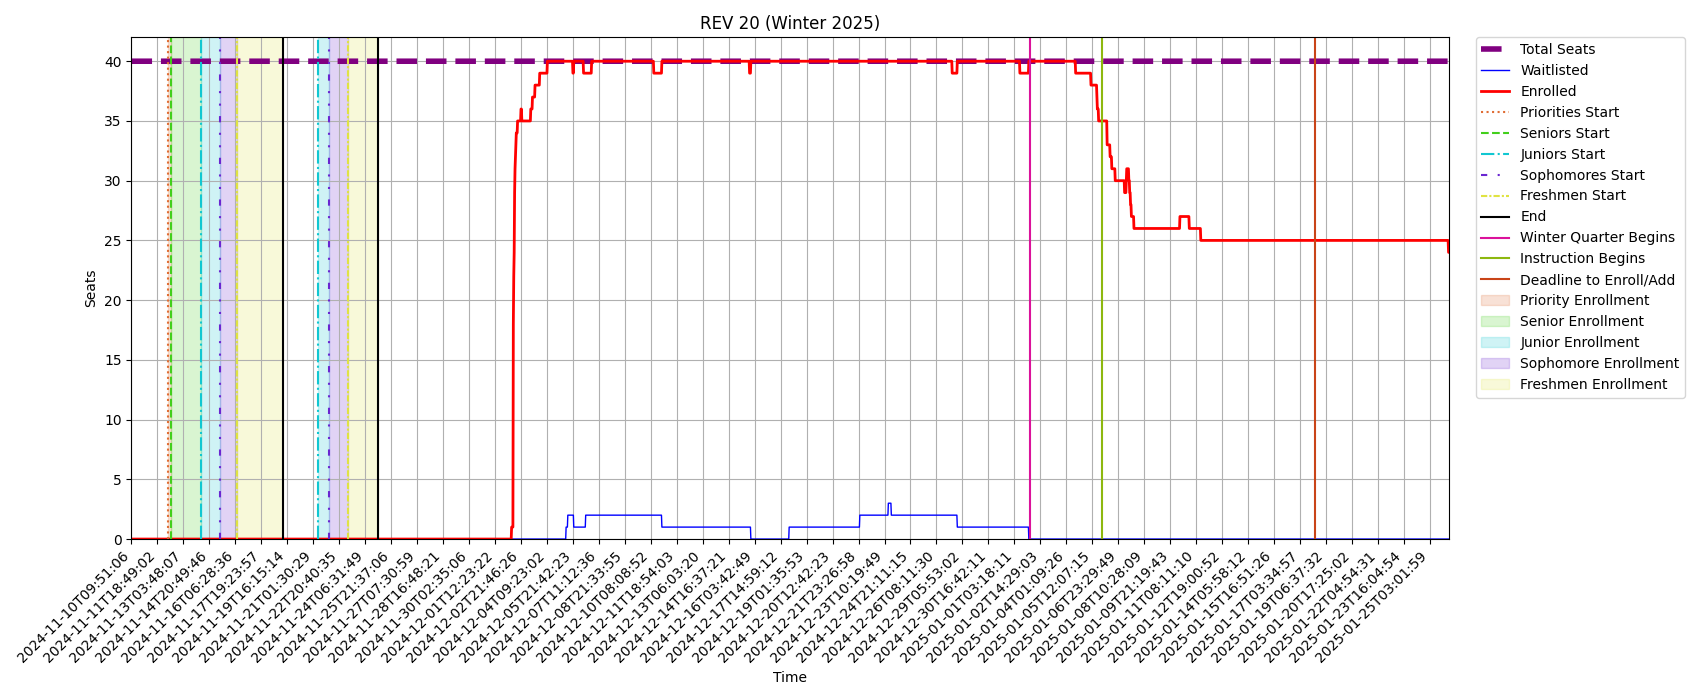 REV 20 (Winter 2025)
Seats
40
35
30
25
20
15
10
5
0
2024-11-10T09:51:06
2024-11-11T18:49:02
2024-11-13T03:48:07
2024-11-14T20:49:46
2024-11-16T06:28:36
2024-11-17T19:23:57
2024-11-19T16:15:14
2024-11-21T01:30:29
2024-11-22T20:40:35
2024-11-24T06:31:49
2024-11-25T21:37:06
2024-11-27T07:30:59
2024-11-28T16:48:21
2024-11-30T02:35:06
2024-12-01T12:23:22
2024-12-02T21:46:26
2024-12-04T09:23:02
2024-12-05T21:42:23
2024-12-07T11:12:36
2024-12-08T21:33:55
2024-12-10T08:08:52
2024-12-11T18:54:03
2024-12-13T06:03:20
2024-12-14T16:37:21
2024-12-16T03:42:49
2024-12-17T14:59:12
2024-12-19T01:35:53
2024-12-20T12:42:23
2024-12-21T23:26:58
2024-12-23T10:19:49
2024-12-24T21:11:15
2024-12-26T08:11:30
2024-12-29T05:53:02
2024-12-30T16:42:11
2025-01-01T03:18:11
2025-01-02T14:29:03
2025-01-04T01:09:26
2025-01-05T12:07:15
2025-01-06T23:29:49
2025-01-08T10:28:09
2025-01-09T21:19:43
2025-01-11T08:11:10
2025-01-12T19:00:52
2025-01-14T05:58:12
2025-01-15T16:51:26
2025-01-17T03:34:57
2025-01-19T06:37:32
2025-01-20T17:25:02
2025-01-22T04:54:31
2025-01-23T16:04:54
2025-01-25T03:01:59
Time
Total Seats
Waitlisted
Enrolled
Priorities Start
Seniors Start
Juniors Start
Sophomores Start
Freshmen Start
End
Winter Quarter Begins
Instruction Begins
Deadline to Enroll/Add
Priority Enrollment
Senior Enrollment
Junior Enrollment
Sophomore Enrollment
Freshmen Enrollment